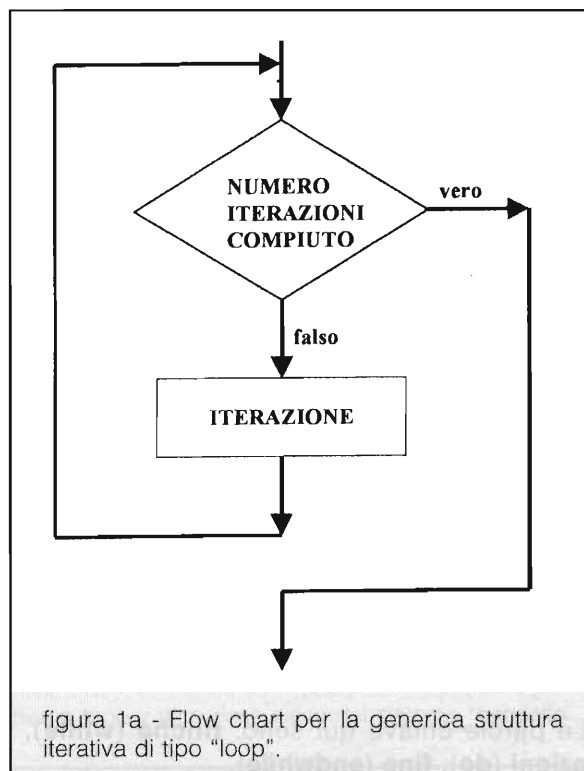 NUMERO
ITERAZIONI
COMPIUTO
vero
falso
ITERAZIONE
figura 1a - Flow chart per la generica struttura
iterativa di tipo "loop".